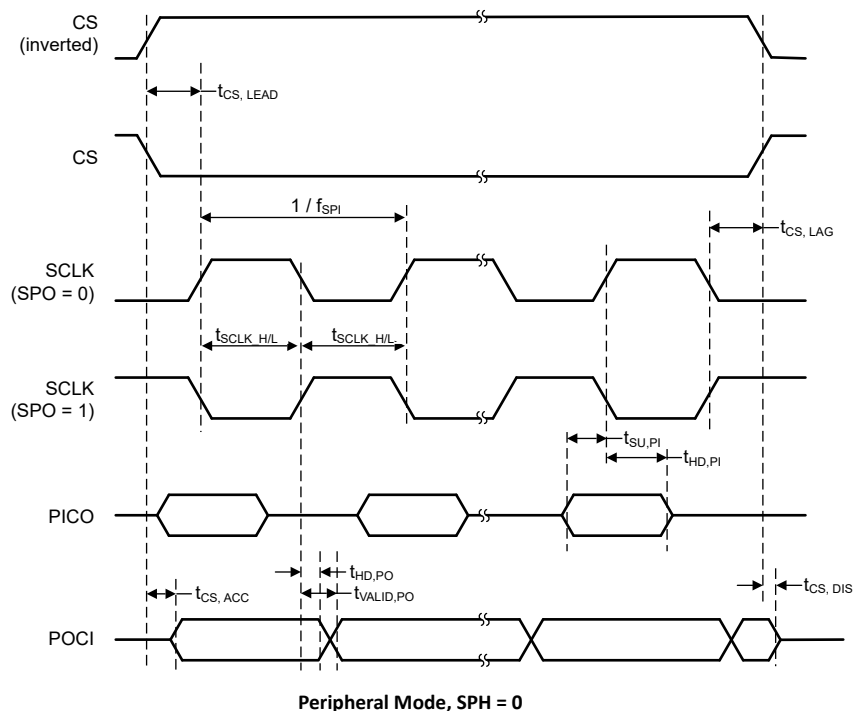 CS
(inverted)
tCS, LEAD
CS
1 / fSPI
tCS, LAG
SCLK
(SPO = 0)
tSCLK_H/L
tSCLK_H/L.
SCLK
(SPO = 1)
tSU,PI
tHD,PI
PICO
tHD,PO
tCS, ACC
tVALID,PO
tCS, DIS
POCI
Peripheral Mode, SPH = 0